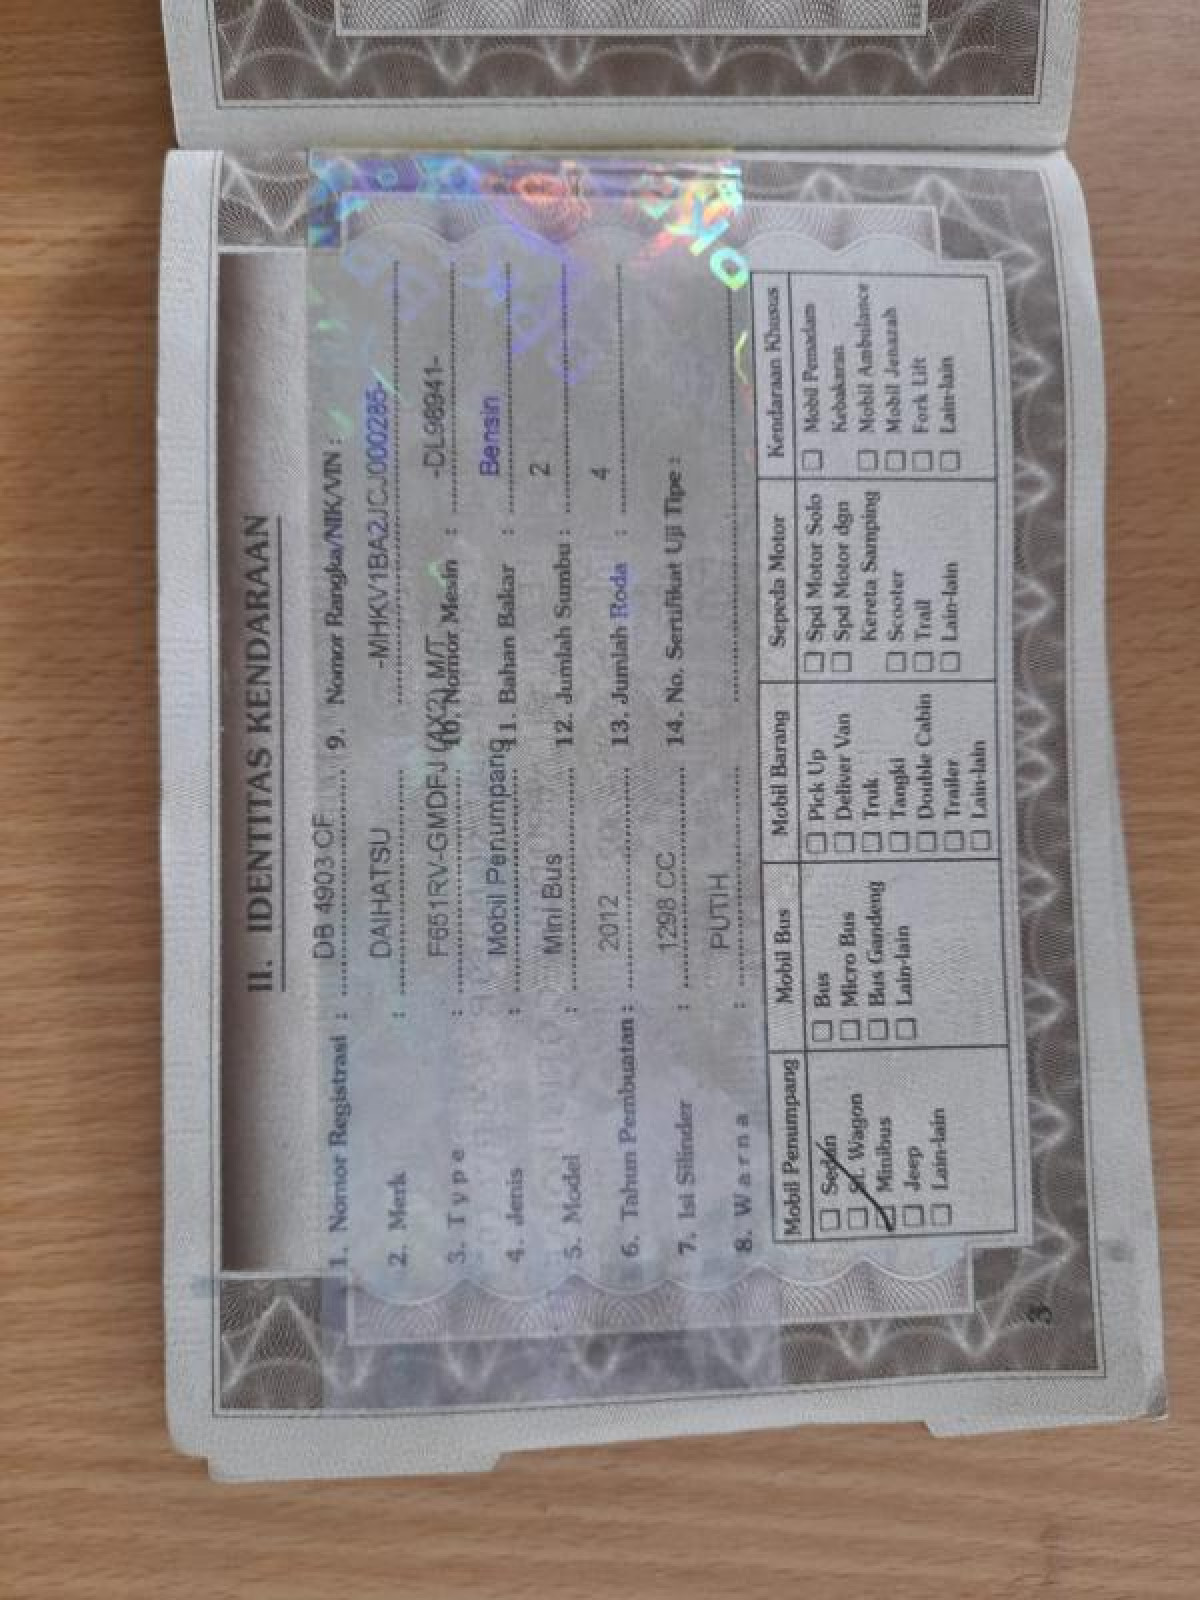 II. IDENTITAS KENDARAAN
1. Nomor Registrasi : DB 4903 CF
2. Merk : DAIHATSU
3. Type : F651RV-GMDFJ (4X2) M/T
4. Jenis : Mobil Penumpang
5. Model : Mini Bus
6. Tahun Pembuatan : 2012
7. Isi Silinder : 1298 CC
8. Warna : PUTIH
9. Nomor Rangka/NIK/VIN :
-MHKV1BA2JCJ000285-
10. Nomor Mesin : -DL98941-
11. Bahan Bakar : Bensin
12. Jumlah Sumbu : 2
13. Jumlah Roda : 4
14. No. Sertifikat Uji Tipe :
Mobil Penumpang
Sedan
St. Wagon
Minibus
Jeep
Lain-lain
Mobil Bus
Bus
Micro Bus
Bus Gandeng
Lain-lain
Mobil Barang
Pick Up
Deliver Van
Truk
Tangki
Double Cabin
Trailer
Lain-lain
Sepeda Motor
Spd Motor Solo
Spd Motor dgn
Kereta Samping
Scooter
Trail
Lain-lain
Kendaraan Khusus
Mobil Pemadam
Kebakaran
Mobil Ambulance
Mobil Jenazah
Fork Lift
Lain-lain
3